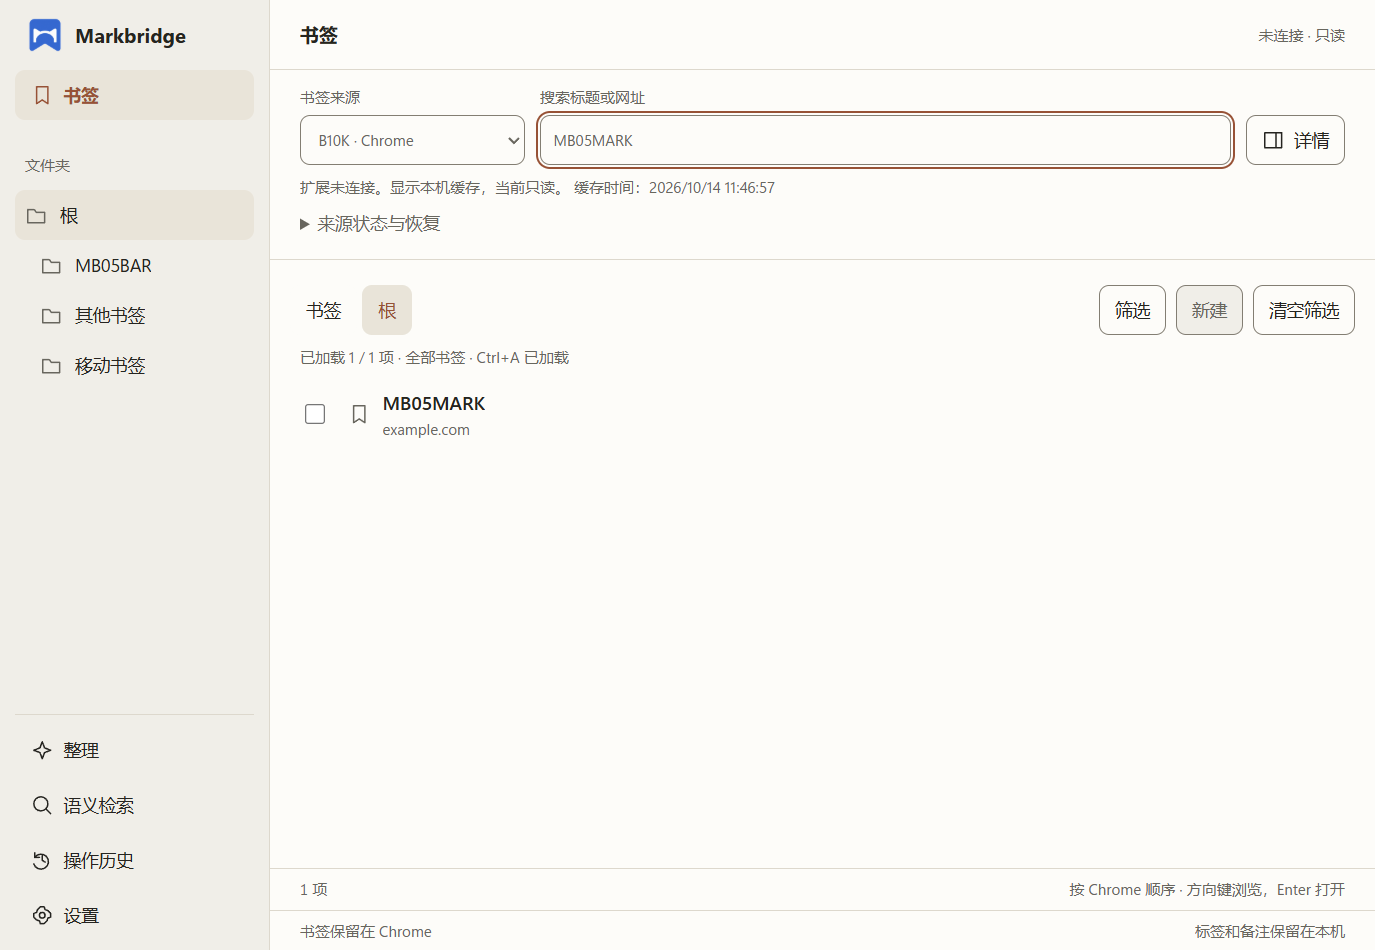 Markbridge
书签
文件夹
根
MB05BAR
其他书签
移动书签
整理
语义检索
操作历史
设置
书签
未连接 · 只读
书签来源
搜索标题或网址
B10K · Chrome
MB05MARK
详情
扩展未连接。显示本机缓存，当前只读。 缓存时间：2026/10/14 11:46:57
来源状态与恢复
书签 根
筛选 新建 清空筛选
已加载 1 / 1 项 · 全部书签 · Ctrl+A 已加载
MB05MARK
example.com
1 项
按 Chrome 顺序 · 方向键浏览，Enter 打开
书签保留在 Chrome
标签和备注保留在本机